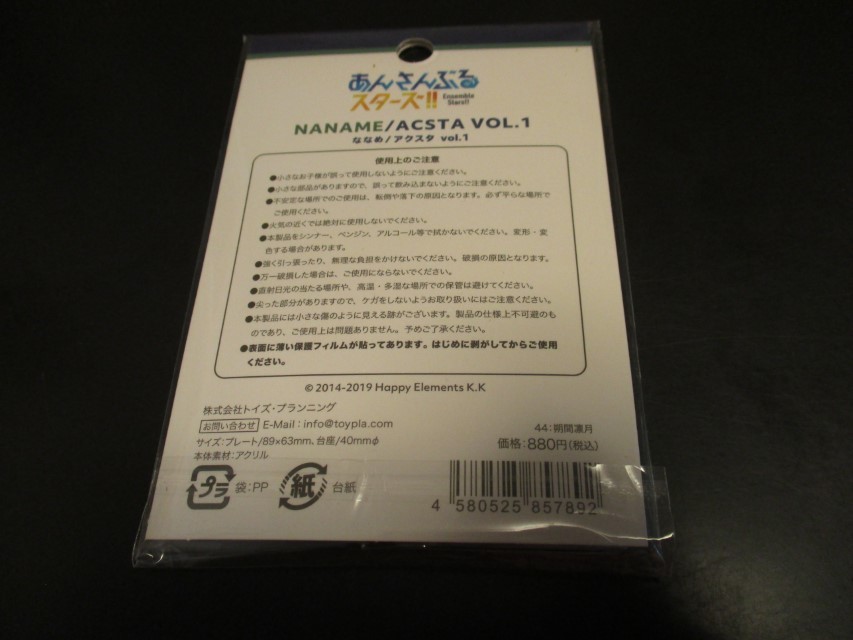 あんさんぶる
スターズ!!
Ensemble
Stars!!
NANAME/ACSTA VOL.1
ななめ/アクスタ vol.1
使用上のご注意
●小さなお子様が誤って使用しないようにご注意ください。
●小さな部品がありますので、誤って飲み込まないようにご注意ください。
●不安定な場所でのご使用は、転倒や落下の原因となります。必ず平らな場所で
ご使用ください。
●火気の近くでは絶対に使用しないでください。
●本製品をシンナー、ベンジン、アルコール等で拭かないでください。変形・変
色する場合があります。
●強く引っ張ったり、無理な負担をかけないでください。破損の原因となります。
●万一破損した場合は、ご使用にならないでください。
●直射日光の当たる場所や、高温・多湿な場所での保管は避けてください。
●尖った部分がありますので、ケガをしないようお取り扱いにはご注意ください。
●本製品には小さな傷のように見える跡がございます。製品の仕様上不可避のも
のであり、ご使用上は問題ありません。予めご了承ください。
●表面に薄い保護フィルムが貼ってあります。はじめに剥がしてからご使用
ください。
© 2014-2019 Happy Elements K.K
株式会社トイズ・プランニング
お問い合わせ E-Mail : info@toypla.com
サイズ:プレート/89×63mm、台座/40mmφ
本体素材:アクリル
44:朔間凛月
価格:880円(税込)
プラ 袋:PP 紙 台紙
4 580525 857892